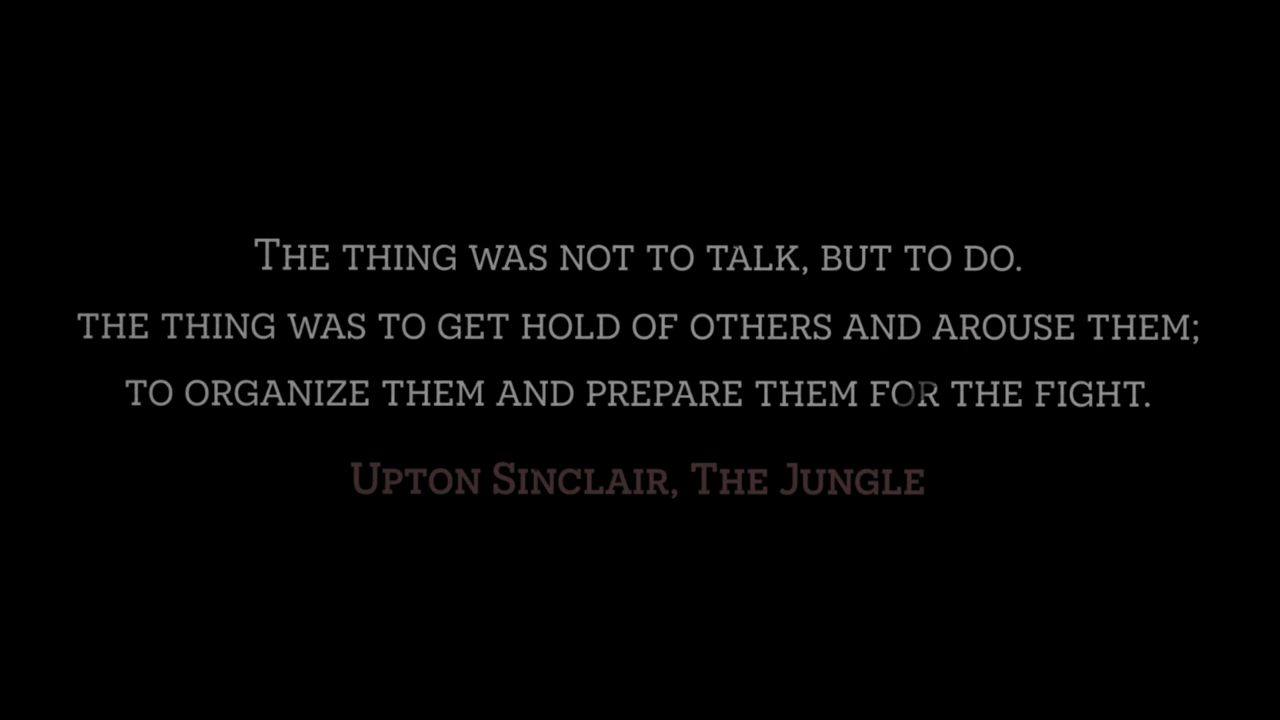 The thing was not to talk, but to do.
the thing was to get hold of others and arouse them;
to organize them and prepare them for the fight.
Upton Sinclair, The Jungle